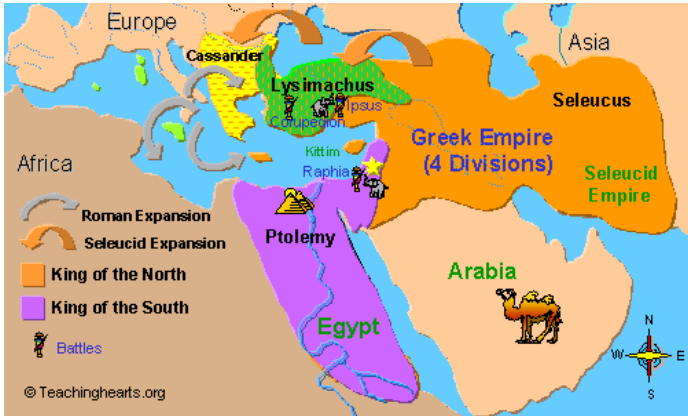 Europe
Asia
Cassander
Lysimachus
Seleucus
Ipsus
Corupedion
Greek Empire
(4 Divisions)
Kittim
Africa
Raphia
Seleucid
Empire
Roman Expansion
Seleucid Expansion
Ptolemy
King of the North
Arabia
King of the South
Egypt
N
Battles
W
E
S
© Teachinghearts.org